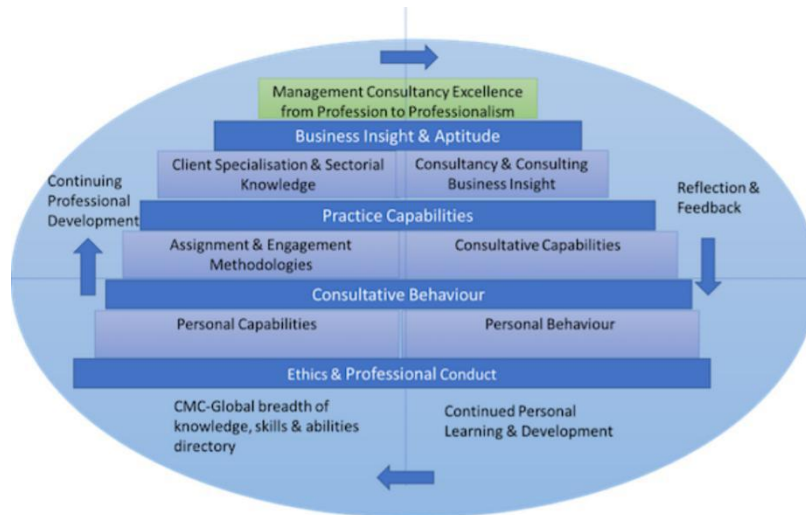 Management Consultancy Excellence
from Profession to Professionalism
Business Insight & Aptitude
Client Specialisation & Sectorial
Knowledge
Consultancy & Consulting
Business Insight
Continuing
Professional
Development
Reflection &
Feedback
Practice Capabilities
Assignment & Engagement
Methodologies
Consultative Capabilities
Consultative Behaviour
Personal Capabilities
Personal Behaviour
Ethics & Professional Conduct
CMC-Global breadth of
knowledge, skills & abilities
directory
Continued Personal
Learning & Development